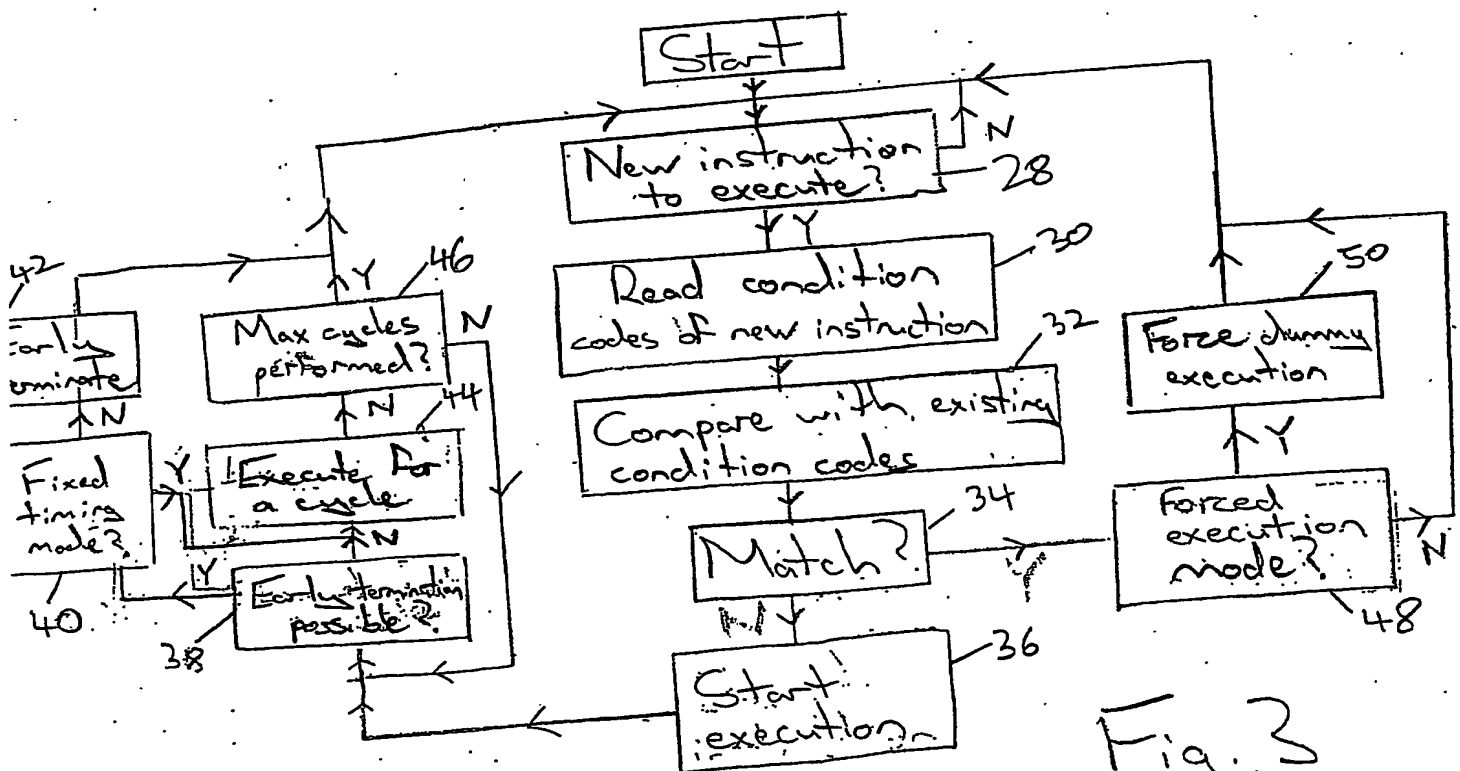 Start
New instruction
to execute?
N
28
Y
Read condition
codes of new instruction
30
Compare with existing
condition codes
32
Match?
34
Y
N
Start
execution
36
Early termination
possible?
38
Y
N
Fixed
timing
mode?
40
Y
N
Early
erminate
42
Execute For
a cycle
44
N
Max cycles
performed?
46
Y
N
Forced
execution
mode?
48
Y
N
Force dummy
execution
50
Fig. 3